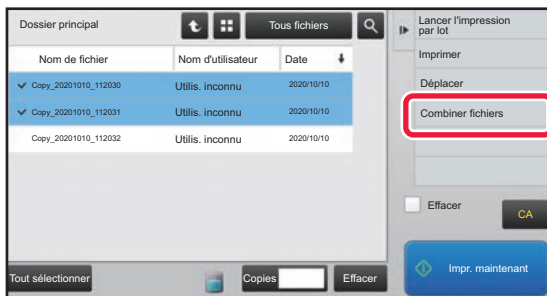 Dossier principal
Tous fichiers
Nom de fichier
Nom d'utilisateur
Date
Copy_20201010_112030
Utilis. inconnu
2020/10/10
Copy_20201010_112031
Utilis. inconnu
2020/10/10
Copy_20201010_112032
Utilis. inconnu
2020/10/10
Tout sélectionner
Copies
Effacer
Lancer l'impression
par lot
Imprimer
Déplacer
Combiner fichiers
Effacer
CA
Impr. maintenant